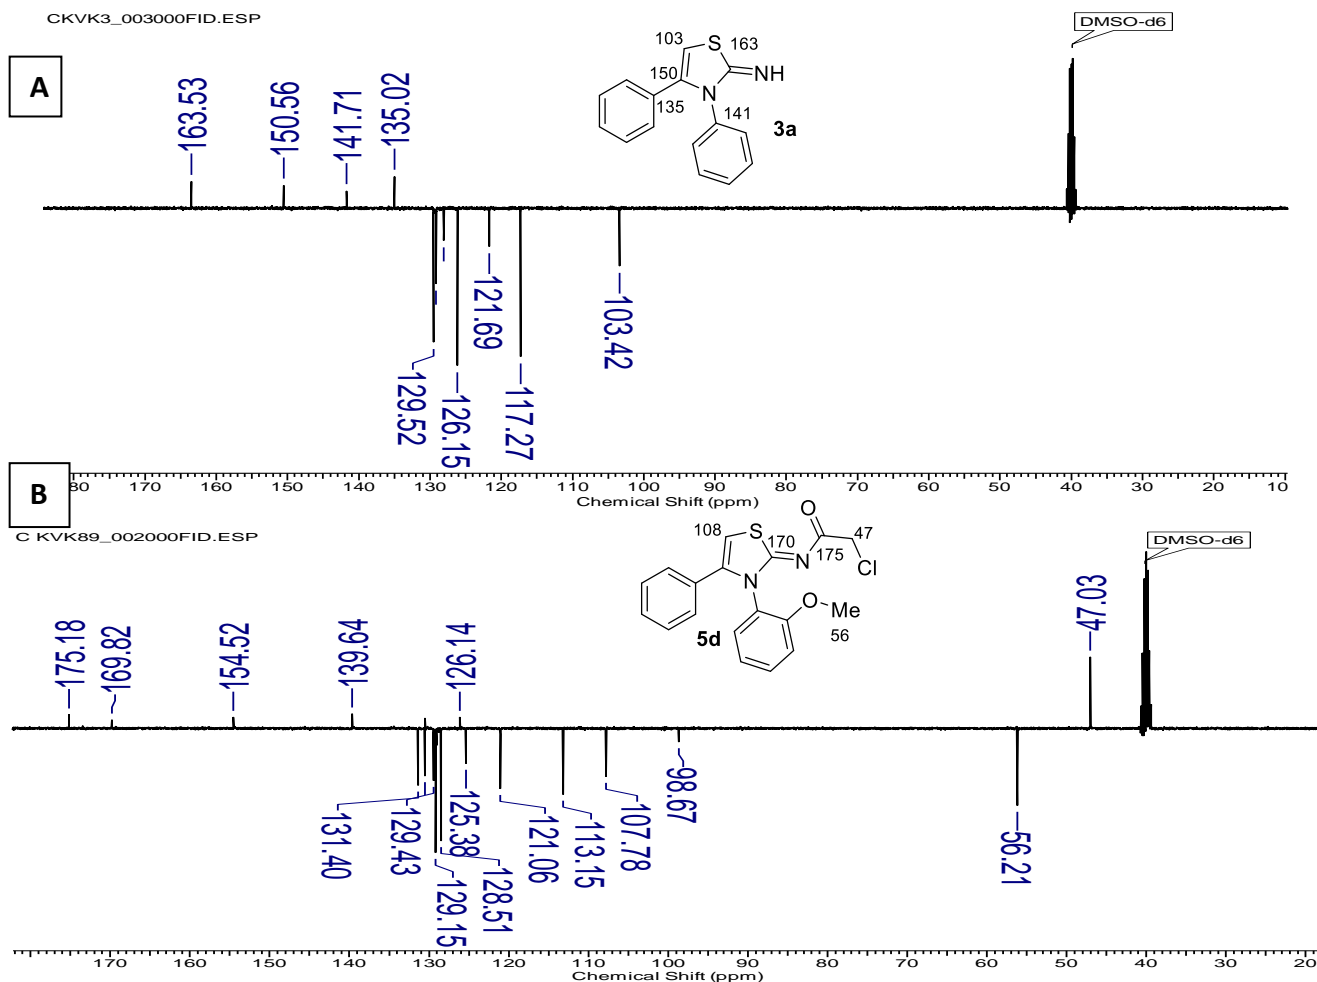 CKVK3_003000FID.ESP
DMSO-d6
A
163.53
150.56
141.71
135.02
103
S
163
NH
150
N
135
141
3a
129.52
126.15
121.69
117.27
103.42
80 170 160 150 140 130 120 110 100 90 80 70 60 50 40 30 20 10
Chemical Shift (ppm)
B
C KVK89_002000FID.ESP
DMSO-d6
O
108
S
170
47
175
N
Cl
N
O
Me
56
5d
175.18
169.82
154.52
139.64
126.14
47.03
131.40
129.43
129.15
128.51
125.38
121.06
113.15
107.78
98.67
56.21
170 160 150 140 130 120 110 100 90 80 70 60 50 40 30 20
Chemical Shift (ppm)